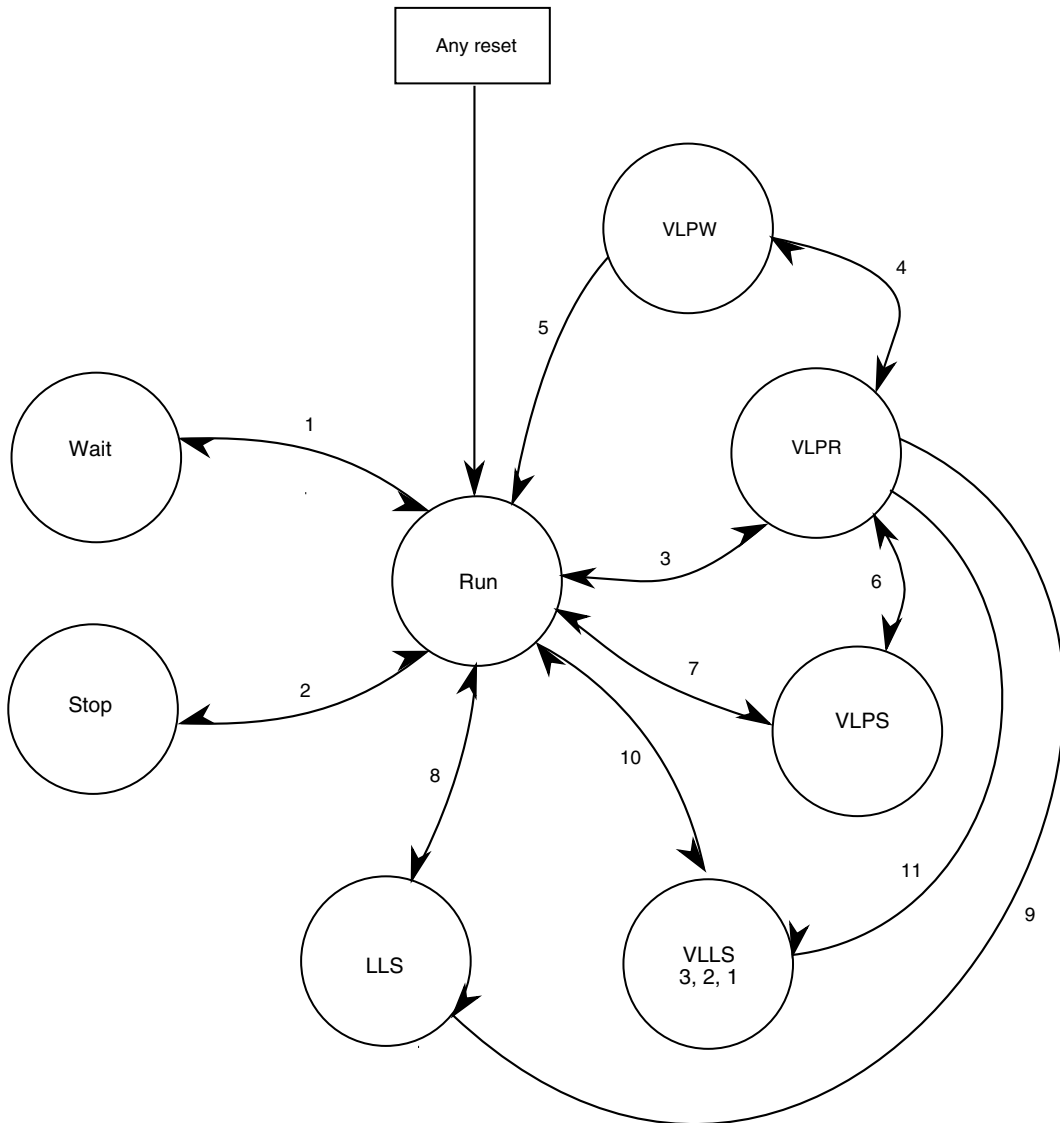 Any reset
VLPW
4
5
Wait
1
VLPR
3
Run
6
7
Stop
2
VLPS
10
8
11
9
LLS
VLLS
3, 2, 1